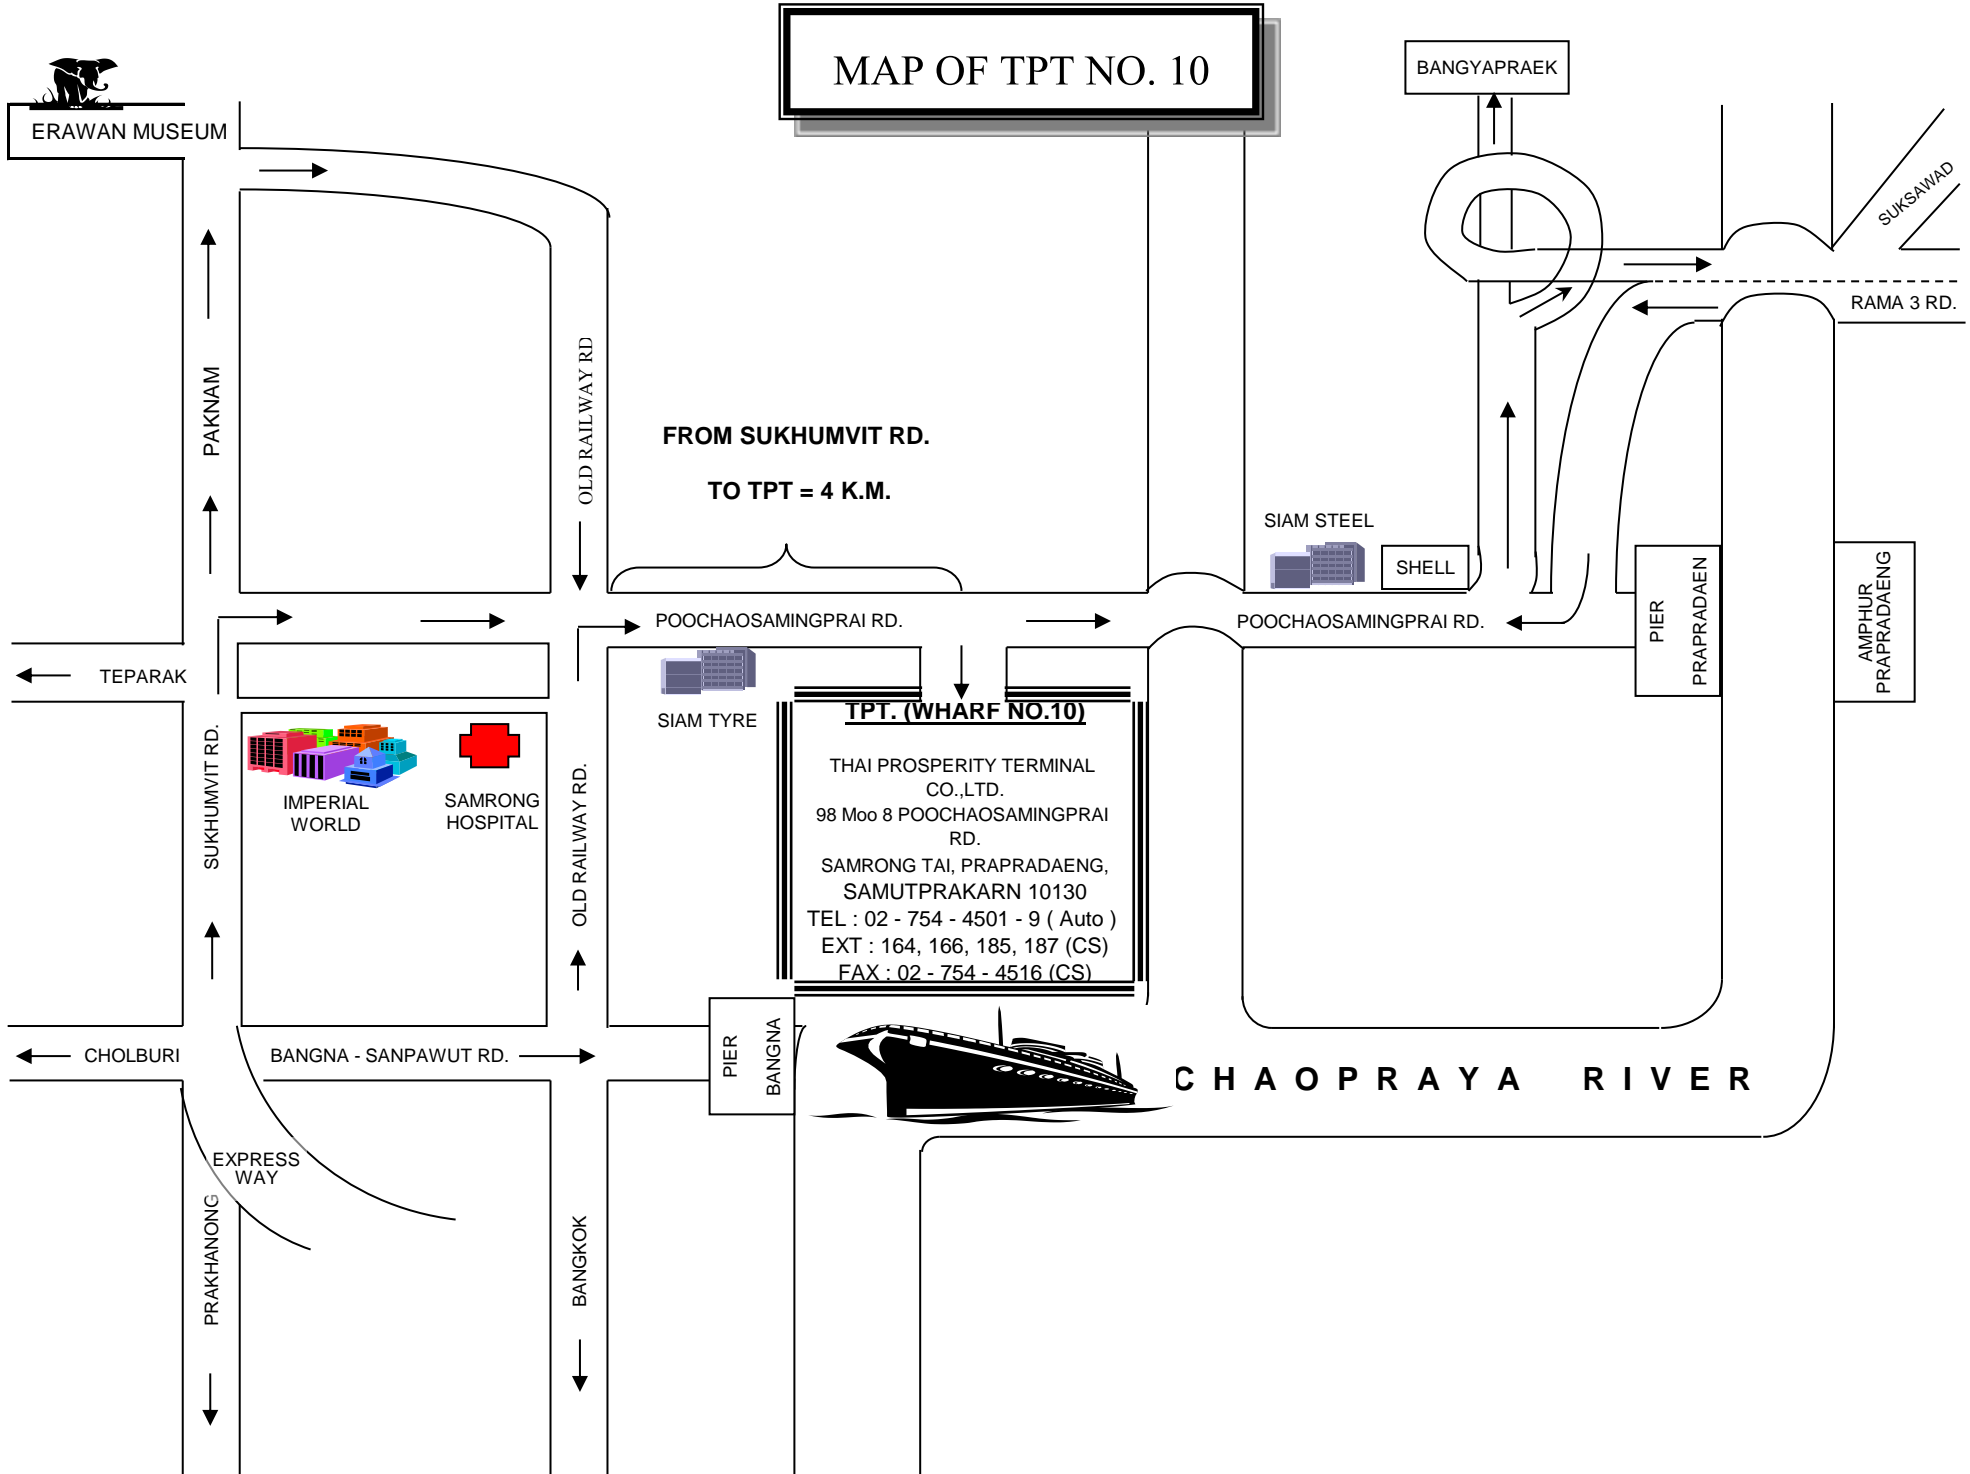 MAP OF TPT NO. 10
BANGYAPRAEK
ERAWAN MUSEUM
SUKSAWAD
RAMA 3 RD.
PAKNAM
OLD RAILWAY RD
FROM SUKHUMVIT RD.
TO TPT = 4 K.M.
SIAM STEEL
SHELL
PIER
PRAPRADAEN
AMPHUR
PRAPRADAENG
POOCHAOSAMINGPRAI RD.
POOCHAOSAMINGPRAI RD.
TEPARAK
SIAM TYRE
SUKHUMVIT RD.
IMPERIAL
WORLD
SAMRONG
HOSPITAL
OLD RAILWAY RD.
TPT. (WHARF NO.10)
THAI PROSPERITY TERMINAL
CO.,LTD.
98 Moo 8 POOCHAOSAMINGPRAI
RD.
SAMRONG TAI, PRAPRADAENG,
SAMUTPRAKARN 10130
TEL : 02 - 754 - 4501 - 9 ( Auto )
EXT : 164, 166, 185, 187 (CS)
FAX : 02 - 754 - 4516 (CS)
CHOLBURI
BANGNA - SANPAWUT RD.
PIER
BANGNA
CHAOPRAYA RIVER
EXPRESS
WAY
PRAKHANONG
BANGKOK